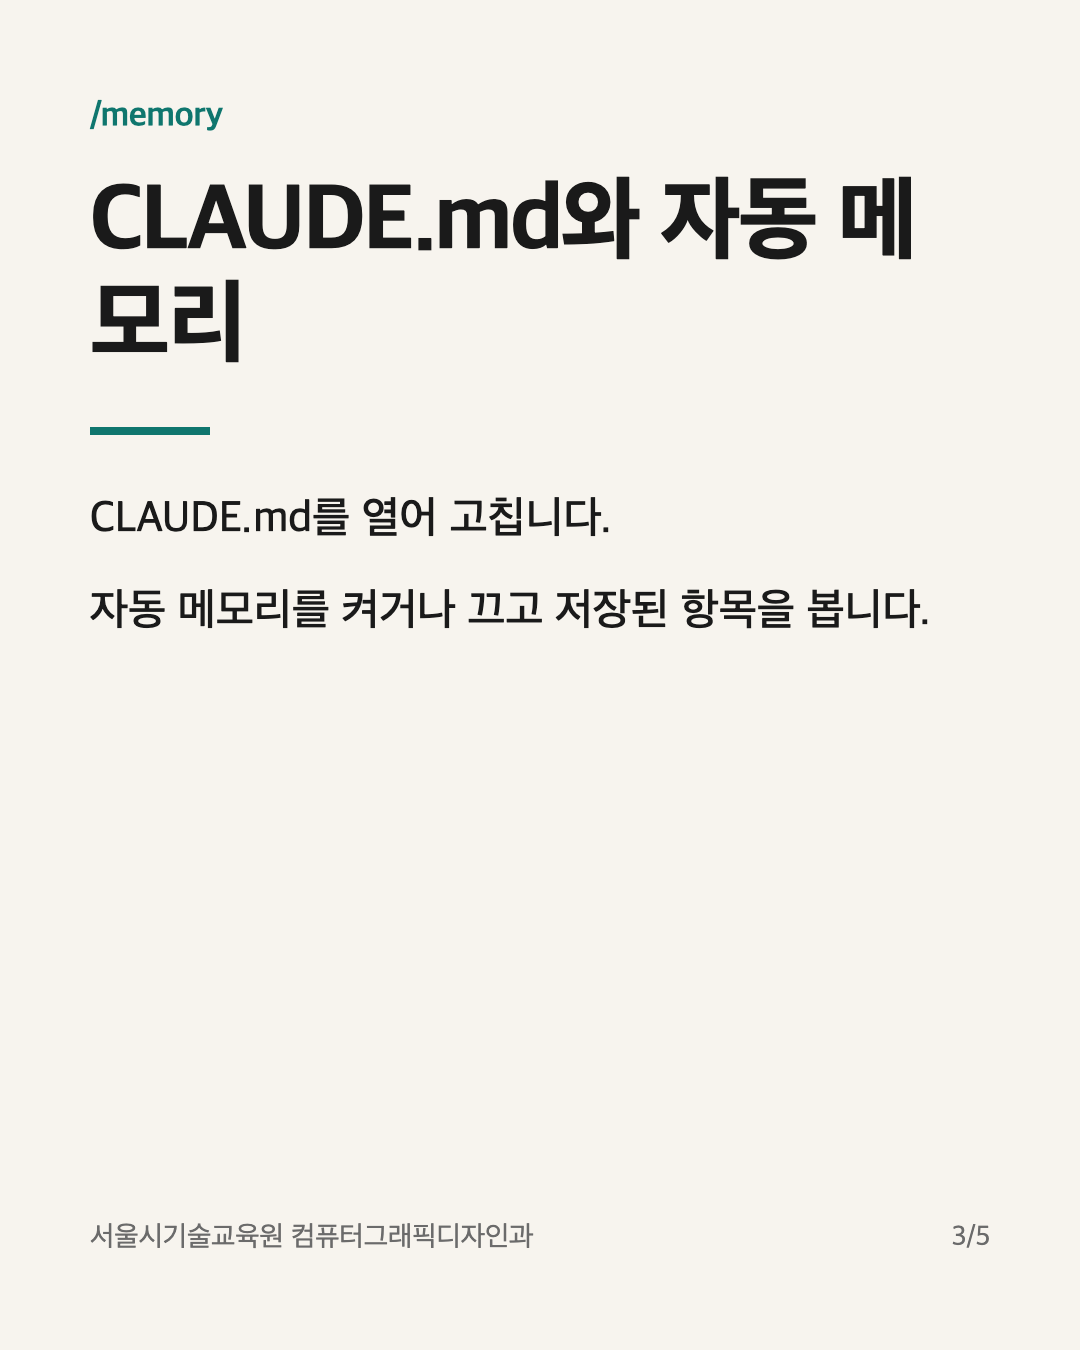 /memory
CLAUDE.md와 자동 메
모리
CLAUDE.md를 열어 고칩니다.
자동 메모리를 켜거나 끄고 저장된 항목을 봅니다.
서울시기술교육원 컴퓨터그래픽디자인과
3/5